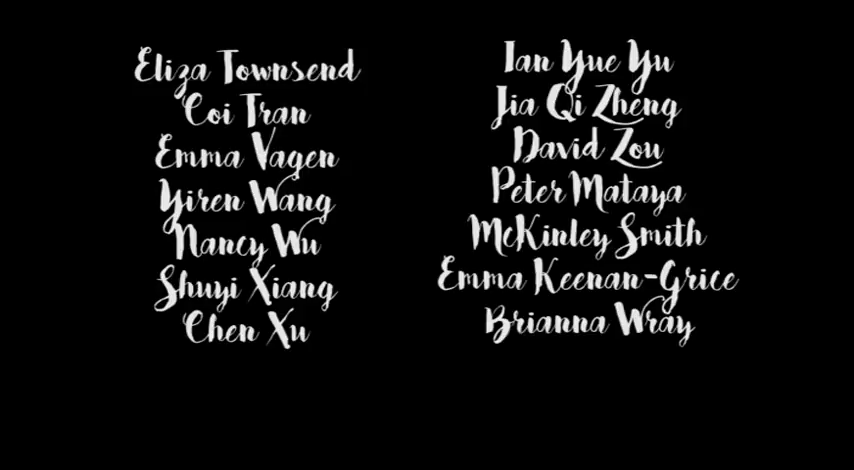 Eliza Townsend
Coi Tran
Emma Vagen
Yiren Wang
Nancy Wu
Shuyi Xiang
Chen Xu
Ian Yue Yu
Jia Qi Zheng
David Zou
Peter Mataya
McKinley Smith
Emma Keenan-Grice
Brianna Wray